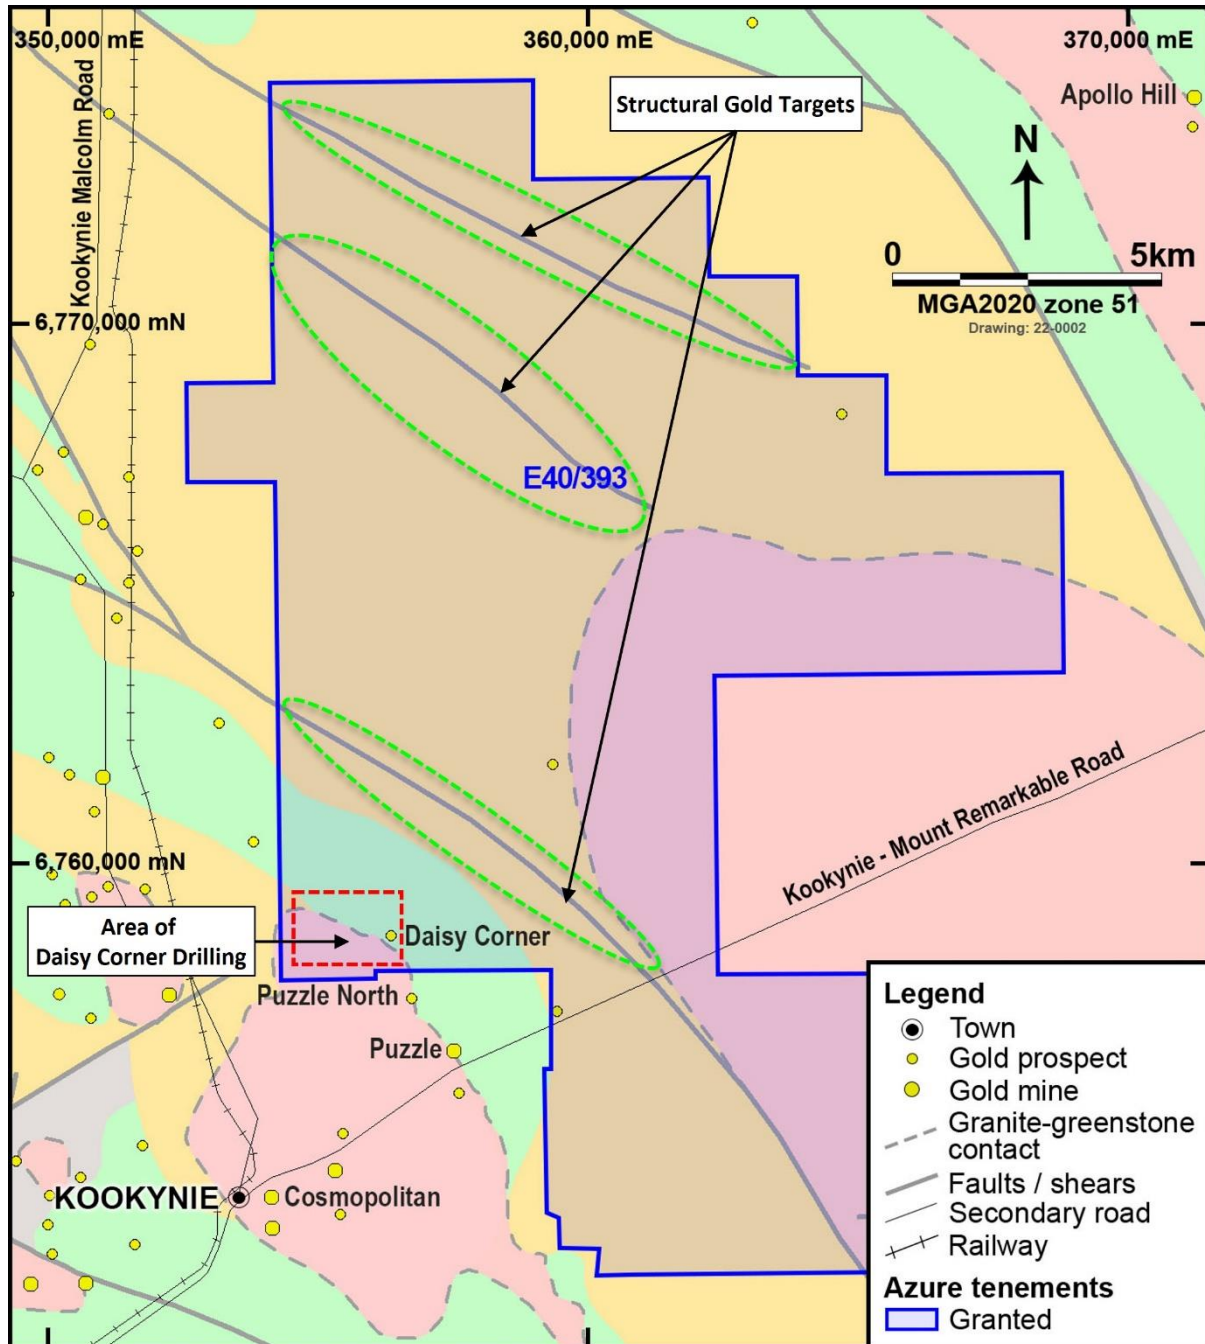 350,000 mE
360,000 mE
370,000 mE
Kookynie Malcolm Road
Structural Gold Targets
Apollo Hill
N
0
5km
MGA2020 zone 51
Drawing: 22-0002
6,770,000 mN
E40/393
Kookynie - Mount Remarkable Road
6,760,000 mN
Area of
Daisy Corner Drilling
Daisy Corner
Puzzle North
Puzzle
KOOKYNIE
Cosmopolitan
Legend
Town
Gold prospect
Gold mine
Granite-greenstone
contact
Faults / shears
Secondary road
Railway
Azure tenements
Granted